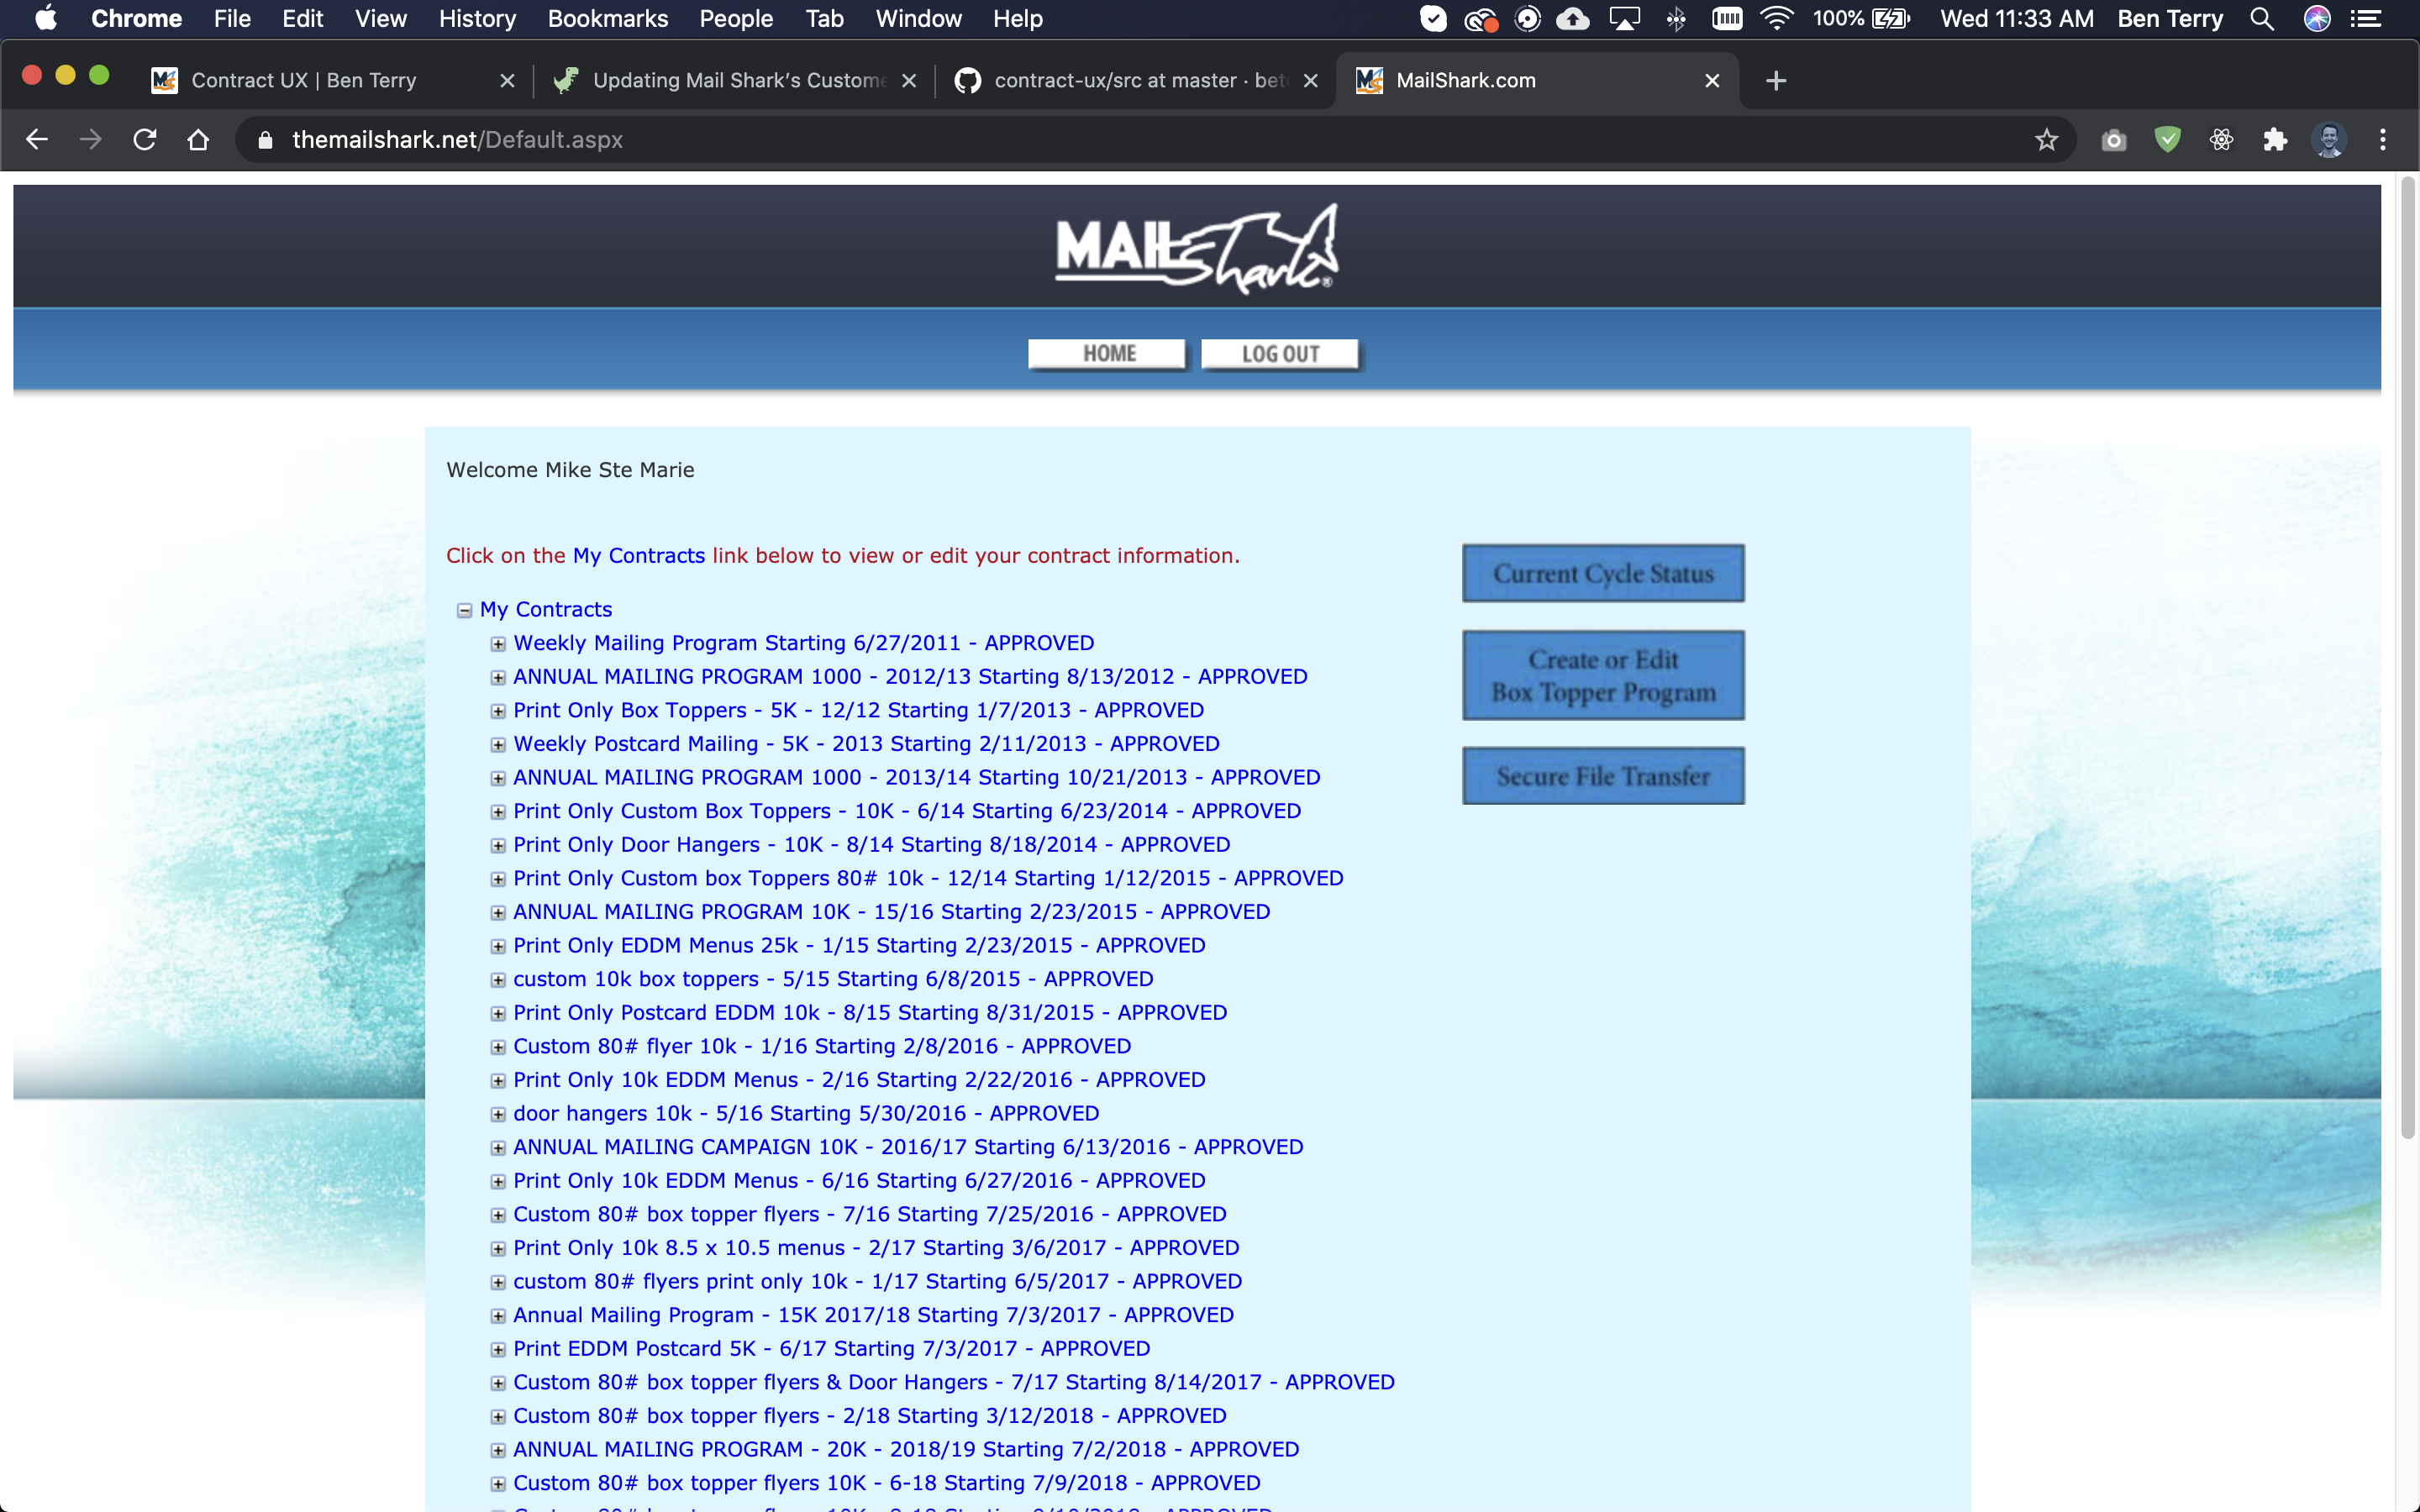 Chrome File Edit View History Bookmarks People Tab Window Help 100% Wed 11:33 AM Ben Terry
Contract UX | Ben Terry Updating Mail Shark's Custome contract-ux/src at master · bet MailShark.com
themailshark.net/Default.aspx
MAIL Shark®
HOME LOG OUT
Welcome Mike Ste Marie
Click on the My Contracts link below to view or edit your contract information.
My Contracts
Weekly Mailing Program Starting 6/27/2011 - APPROVED
ANNUAL MAILING PROGRAM 1000 - 2012/13 Starting 8/13/2012 - APPROVED
Print Only Box Toppers - 5K - 12/12 Starting 1/7/2013 - APPROVED
Weekly Postcard Mailing - 5K - 2013 Starting 2/11/2013 - APPROVED
ANNUAL MAILING PROGRAM 1000 - 2013/14 Starting 10/21/2013 - APPROVED
Print Only Custom Box Toppers - 10K - 6/14 Starting 6/23/2014 - APPROVED
Print Only Door Hangers - 10K - 8/14 Starting 8/18/2014 - APPROVED
Print Only Custom box Toppers 80# 10k - 12/14 Starting 1/12/2015 - APPROVED
ANNUAL MAILING PROGRAM 10K - 15/16 Starting 2/23/2015 - APPROVED
Print Only EDDM Menus 25k - 1/15 Starting 2/23/2015 - APPROVED
custom 10k box toppers - 5/15 Starting 6/8/2015 - APPROVED
Print Only Postcard EDDM 10k - 8/15 Starting 8/31/2015 - APPROVED
Custom 80# flyer 10k - 1/16 Starting 2/8/2016 - APPROVED
Print Only 10k EDDM Menus - 2/16 Starting 2/22/2016 - APPROVED
door hangers 10k - 5/16 Starting 5/30/2016 - APPROVED
ANNUAL MAILING CAMPAIGN 10K - 2016/17 Starting 6/13/2016 - APPROVED
Print Only 10k EDDM Menus - 6/16 Starting 6/27/2016 - APPROVED
Custom 80# box topper flyers - 7/16 Starting 7/25/2016 - APPROVED
Print Only 10k 8.5 x 10.5 menus - 2/17 Starting 3/6/2017 - APPROVED
custom 80# flyers print only 10k - 1/17 Starting 6/5/2017 - APPROVED
Annual Mailing Program - 15K 2017/18 Starting 7/3/2017 - APPROVED
Print EDDM Postcard 5K - 6/17 Starting 7/3/2017 - APPROVED
Custom 80# box topper flyers & Door Hangers - 7/17 Starting 8/14/2017 - APPROVED
Custom 80# box topper flyers - 2/18 Starting 3/12/2018 - APPROVED
ANNUAL MAILING PROGRAM - 20K - 2018/19 Starting 7/2/2018 - APPROVED
Custom 80# box topper flyers 10K - 6-18 Starting 7/9/2018 - APPROVED
Current Cycle Status
Create or Edit
Box Topper Program
Secure File Transfer